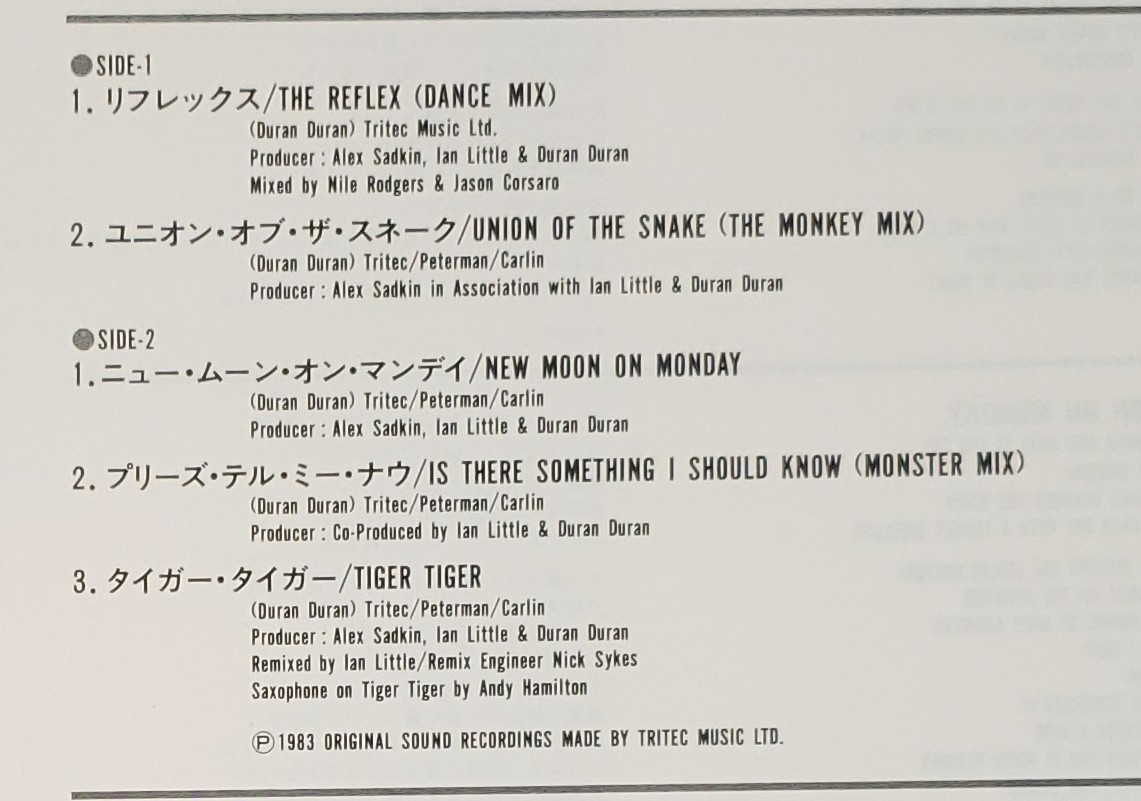 ●SIDE-1
1. リフレックス/THE REFLEX (DANCE MIX)
(Duran Duran) Tritec Music Ltd.
Producer : Alex Sadkin, Ian Little & Duran Duran
Mixed by Nile Rodgers & Jason Corsaro
2. ユニオン・オブ・ザ・スネーク/UNION OF THE SNAKE (THE MONKEY MIX)
(Duran Duran) Tritec/Peterman/Carlin
Producer : Alex Sadkin in Association with Ian Little & Duran Duran
●SIDE-2
1. ニュー・ムーン・オン・マンデイ/NEW MOON ON MONDAY
(Duran Duran) Tritec/Peterman/Carlin
Producer : Alex Sadkin, Ian Little & Duran Duran
2. プリーズ・テル・ミー・ナウ/IS THERE SOMETHING I SHOULD KNOW (MONSTER MIX)
(Duran Duran) Tritec/Peterman/Carlin
Producer : Co-Produced by Ian Little & Duran Duran
3. タイガー・タイガー/TIGER TIGER
(Duran Duran) Tritec/Peterman/Carlin
Producer : Alex Sadkin, Ian Little & Duran Duran
Remixed by Ian Little/Remix Engineer Nick Sykes
Saxophone on Tiger Tiger by Andy Hamilton
Ⓟ1983 ORIGINAL SOUND RECORDINGS MADE BY TRITEC MUSIC LTD.